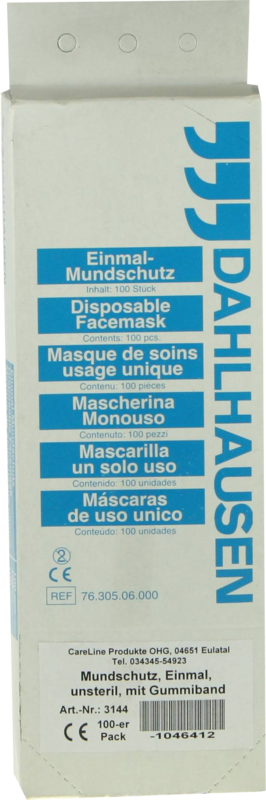 DAHLHAUSEN
Einmal-
Mundschutz
Inhalt: 100 Stück
Disposable
Facemask
Contents: 100 pcs.
Masque de soins
usage unique
Contenu: 100 pièces
Mascherina
Monouso
Contenuto: 100 pezzi
Mascarilla
un solo uso
Contenido: 100 unidades
Máscaras
de uso unico
Conteúdo: 100 unidades
2
CE
REF 76.305.06.000
CareLine Produkte OHG, 04651 Eulatal
Tel. 034345-54923
Mundschutz, Einmal,
unsteril, mit Gummiband
Art.-Nr.: 3144
CE 100-er
Pack -1046412